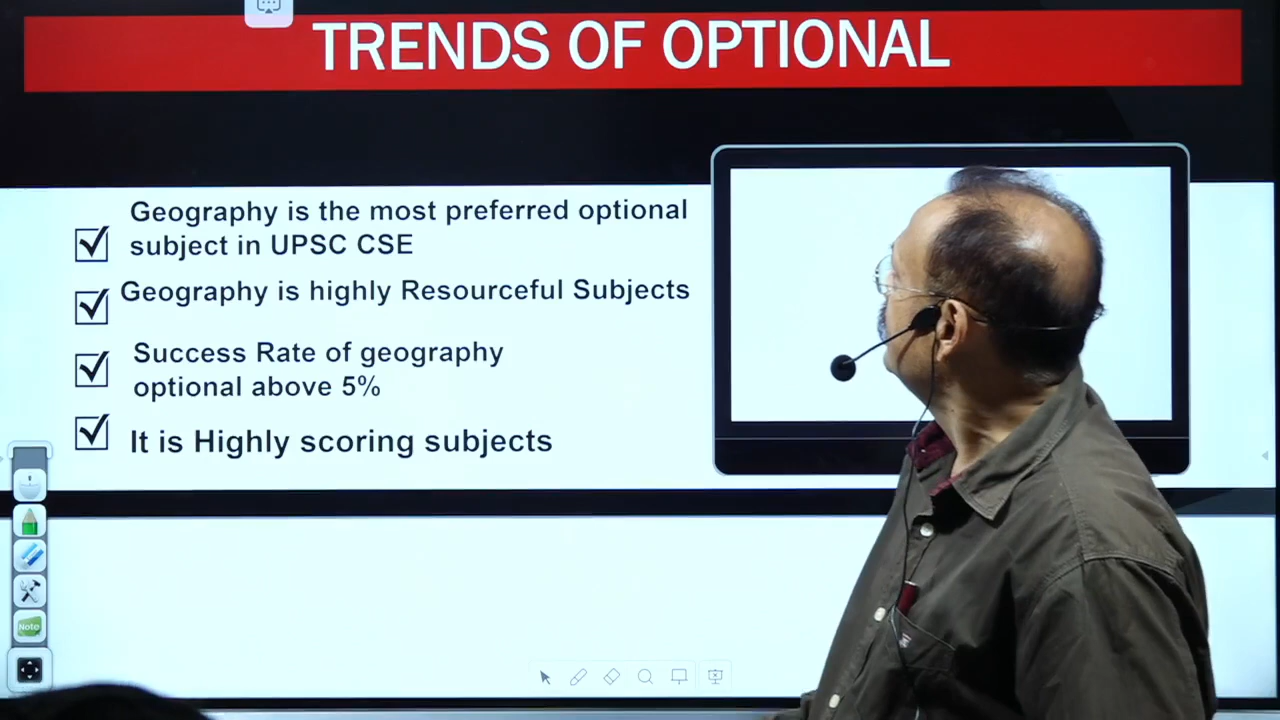 TRENDS OF OPTIONAL
Geography is the most preferred optional
subject in UPSC CSE
Geography is highly Resourceful Subjects
Success Rate of geography
optional above 5%
It is Highly scoring subjects
Note